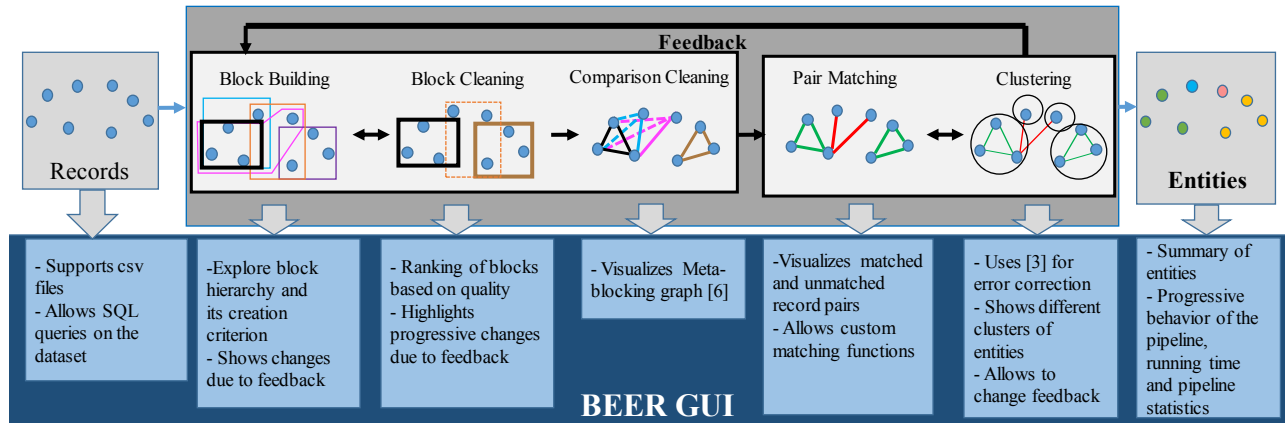 Feedback
Records
Block Building
Block Cleaning
Comparison Cleaning
Pair Matching
Clustering
Entities
- Supports csv
files
- Allows SQL
queries on the
dataset
-Explore block
hierarchy and
its creation
criterion
- Shows changes
due to feedback
- Ranking of blocks
based on quality
- Highlights
progressive changes
due to feedback
- Visualizes Meta-
blocking graph [6]
-Visualizes matched
and unmatched
record pairs
- Allows custom
matching functions
- Uses [3] for
error correction
- Shows different
clusters of
entities
- Allows to
change feedback
- Summary of
entities
- Progressive
behavior of the
pipeline,
running time
and pipeline
statistics
BEER GUI